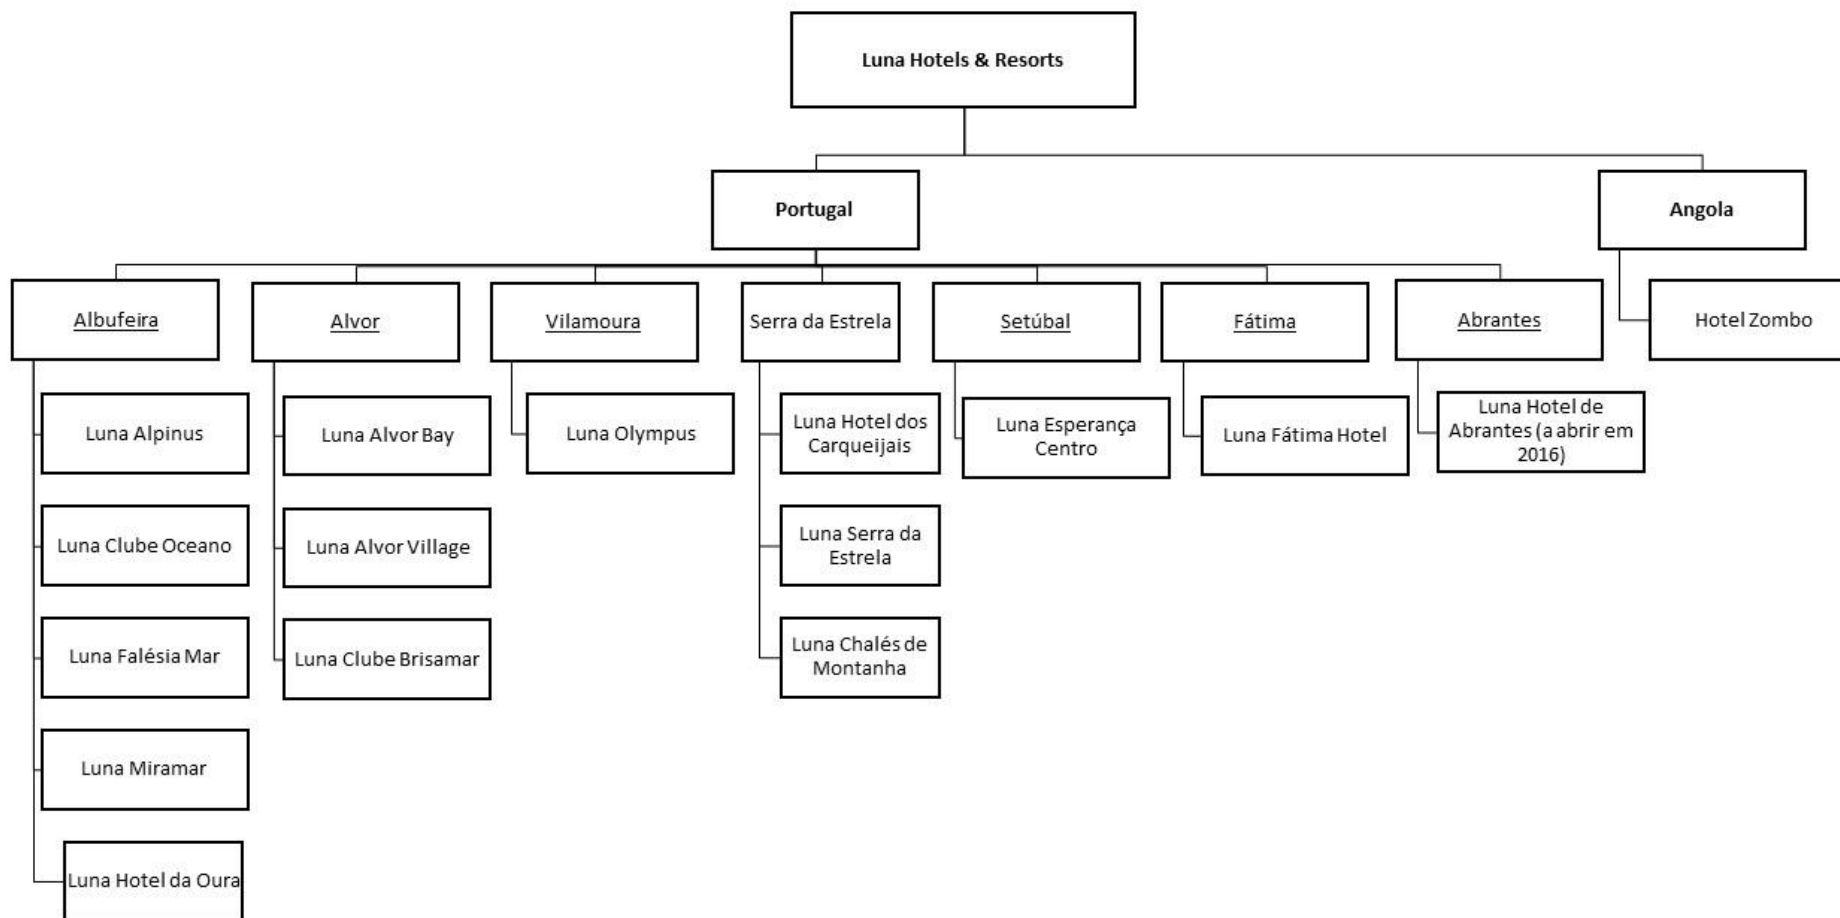 Luna Hotels & Resorts
Portugal
Angola
Albufeira
Alvor
Vilamoura
Serra da Estrela
Setúbal
Fátima
Abrantes
Hotel Zombo
Luna Alpinus
Luna Alvor Bay
Luna Olympus
Luna Hotel dos
Carqueijais
Luna Esperança
Centro
Luna Fátima Hotel
Luna Hotel de
Abrantes (a abrir em
2016)
Luna Clube Oceano
Luna Alvor Village
Luna Serra da
Estrela
Luna Falésia Mar
Luna Clube Brisamar
Luna Chalés de
Montanha
Luna Miramar
Luna Hotel da Oura